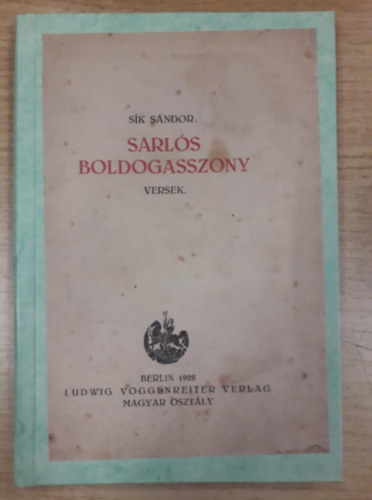 SÍK SÁNDOR.
SARLÓS
BOLDOGASSZONY
VERSEK.
BERLIN 1928
LUDWIG VOGGENREITER VERLAG
MAGYAR OSZTÁLY